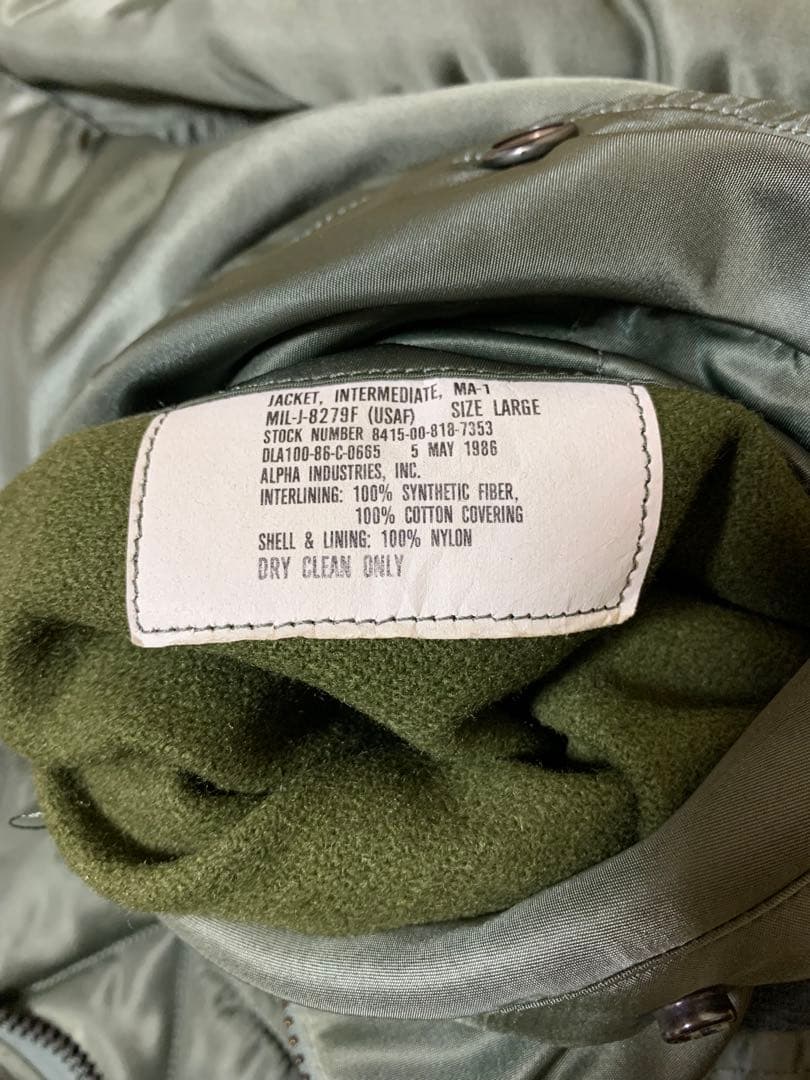 JACKET, INTERMEDIATE, MA-1
MIL-J-8279F (USAF) SIZE LARGE
STOCK NUMBER 8415-00-818-7353
DLA100-86-C-0665 5 MAY 1986
ALPHA INDUSTRIES, INC.
INTERLINING: 100% SYNTHETIC FIBER,
100% COTTON COVERING
SHELL & LINING: 100% NYLON
DRY CLEAN ONLY